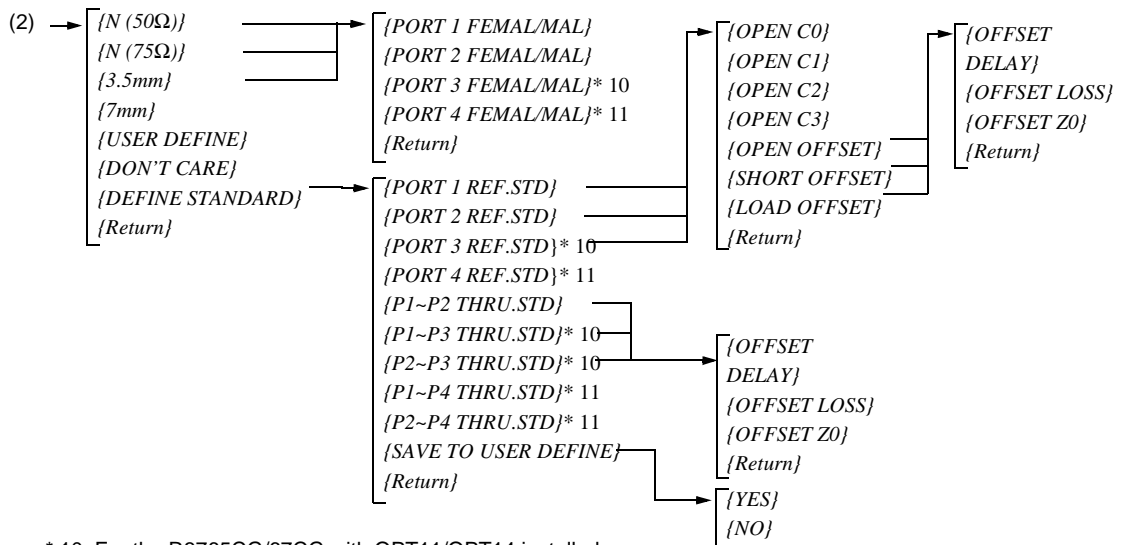 (2)
{N (50Ω)}
{N (75Ω)}
{3.5mm}
{7mm}
{USER DEFINE}
{DON'T CARE}
{DEFINE STANDARD}
{Return}
{PORT 1 FEMAL/MAL}
{PORT 2 FEMAL/MAL}
{PORT 3 FEMAL/MAL}* 10
{PORT 4 FEMAL/MAL}* 11
{Return}
{PORT 1 REF.STD}
{PORT 2 REF.STD}
{PORT 3 REF.STD}* 10
{PORT 4 REF.STD}* 11
{P1~P2 THRU.STD}
{P1~P3 THRU.STD}* 10
{P2~P3 THRU.STD}* 10
{P1~P4 THRU.STD}* 11
{P2~P4 THRU.STD}* 11
{SAVE TO USER DEFINE}
{Return}
{OPEN C0}
{OPEN C1}
{OPEN C2}
{OPEN C3}
{OPEN OFFSET}
{SHORT OFFSET}
{LOAD OFFSET}
{Return}
{OFFSET
DELAY}
{OFFSET LOSS}
{OFFSET Z0}
{Return}
{OFFSET
DELAY}
{OFFSET LOSS}
{OFFSET Z0}
{Return}
{YES}
{NO}